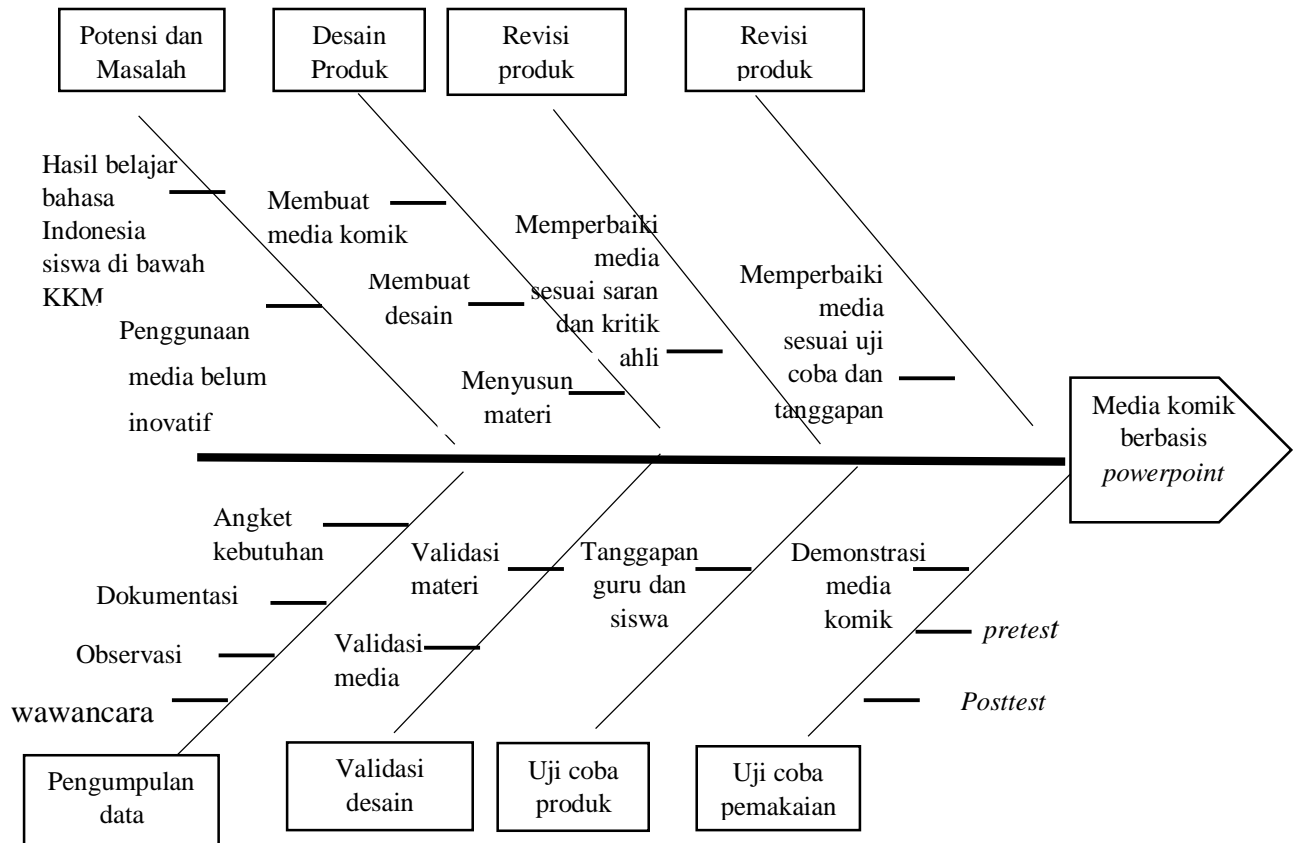 Potensi dan
Masalah
Desain
Produk
Revisi
produk
Revisi
produk
Hasil belajar
bahasa
Indonesia
siswa di bawah
KKM
Penggunaan
media belum
inovatif
Membuat
media komik
Membuat
desain
Menyusun
materi
Memperbaiki
media
sesuai saran
dan kritik
ahli
Memperbaiki
media
sesuai uji
coba dan
tanggapan
Media komik
berbasis
powerpoint
Angket
kebutuhan
Dokumentasi
Observasi
wawancara
Validasi
materi
Validasi
media
Tanggapan
guru dan
siswa
Demonstrasi
media
komik
pretest
Posttest
Pengumpulan
data
Validasi
desain
Uji coba
produk
Uji coba
pemakaian